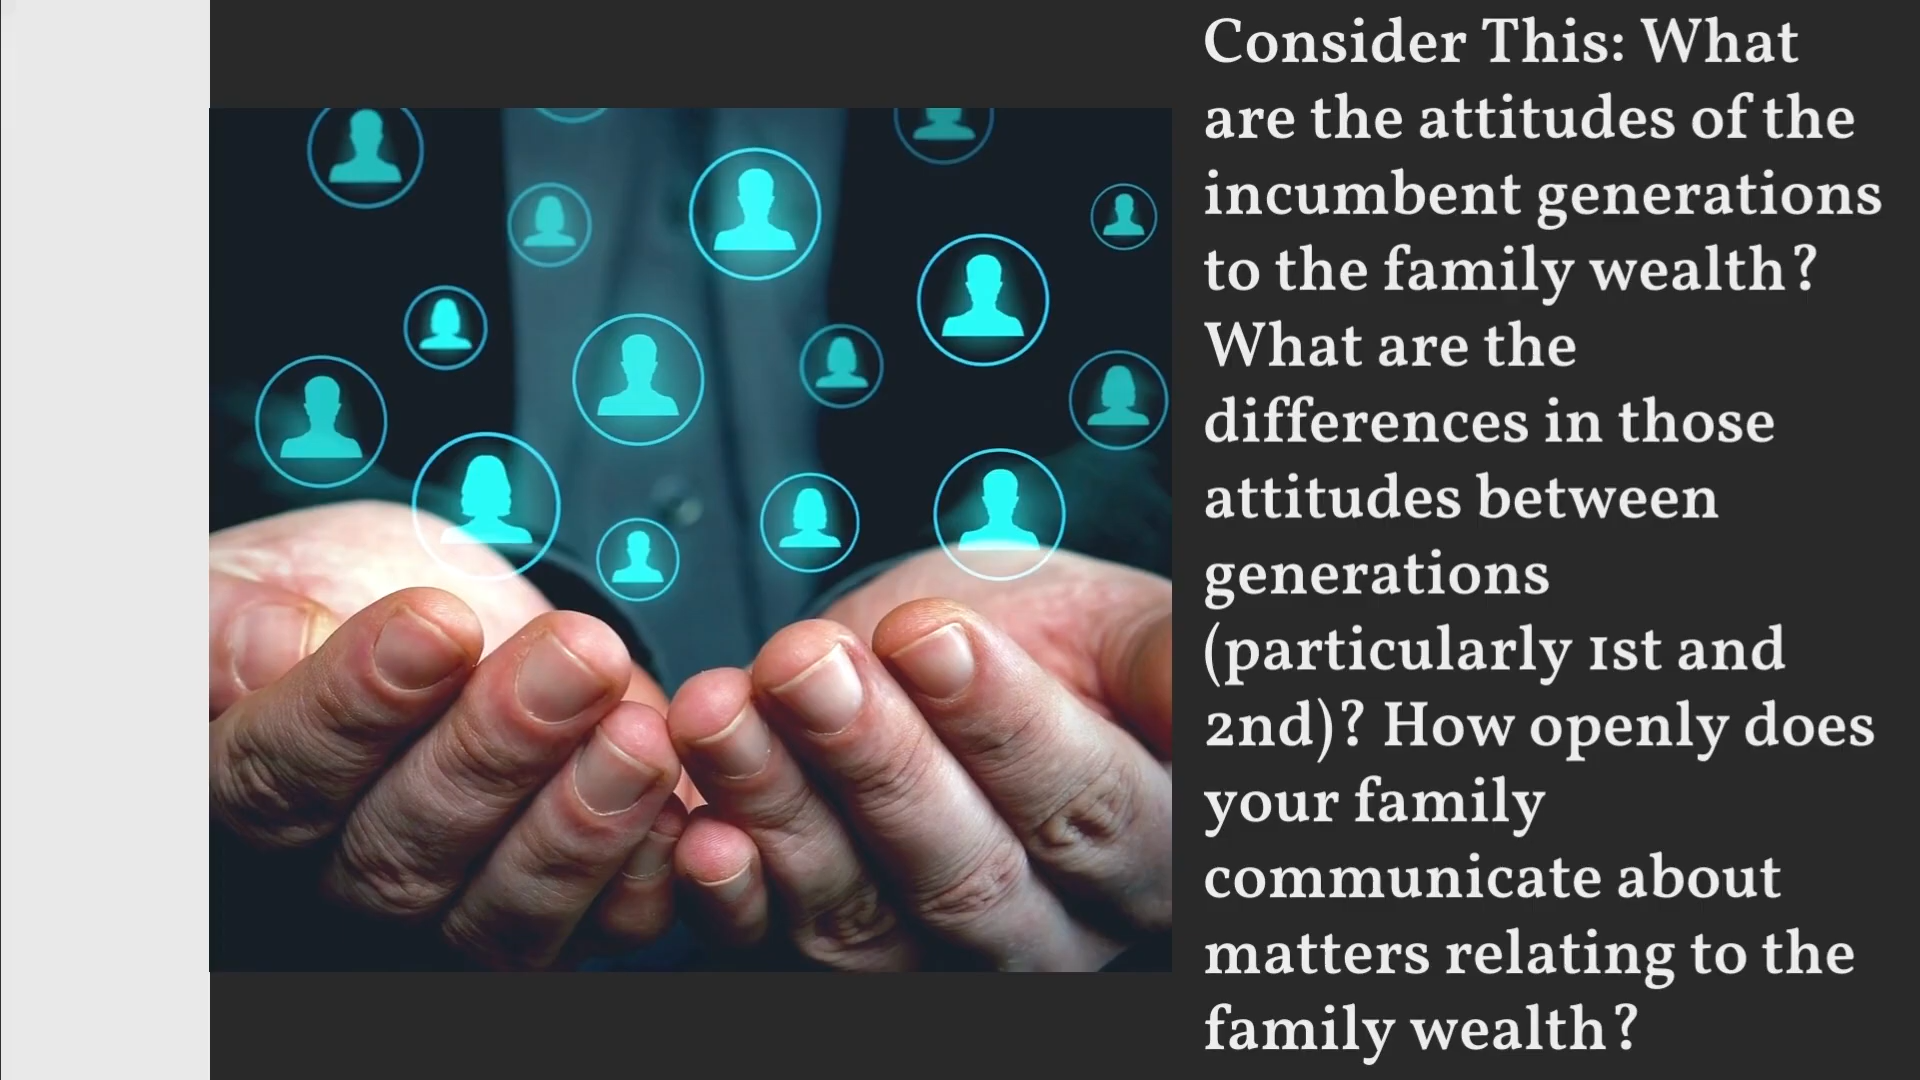 Consider This: What
are the attitudes of the
incumbent generations
to the family wealth?
What are the
differences in those
attitudes between
generations
(particularly 1st and
2nd)? How openly does
your family
communicate about
matters relating to the
family wealth?